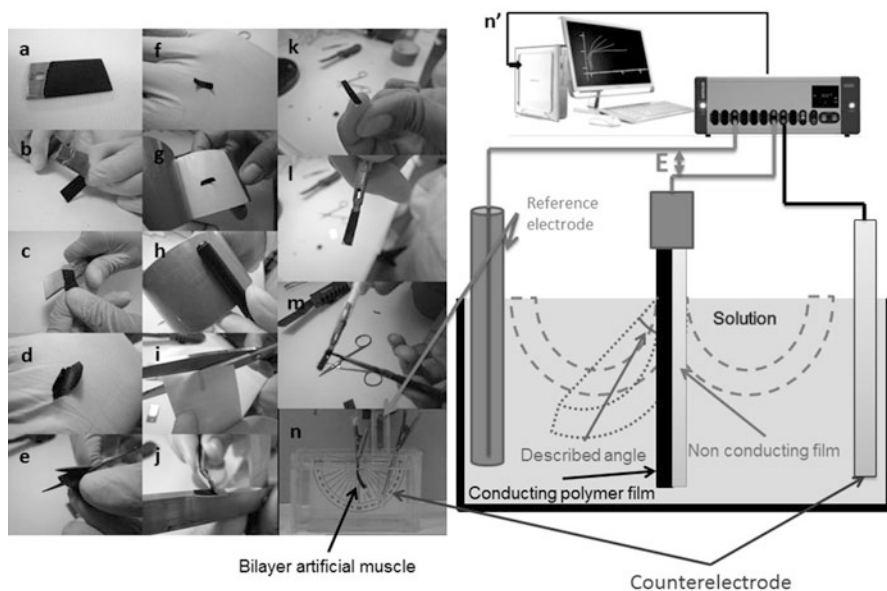 a
b
c
d
e
f
g
h
i
j
k
l
m
n
Bilayer artificial muscle
n’
E
Reference
electrode
Solution
Described angle
Non conducting film
Conducting polymer film
Counterelectrode